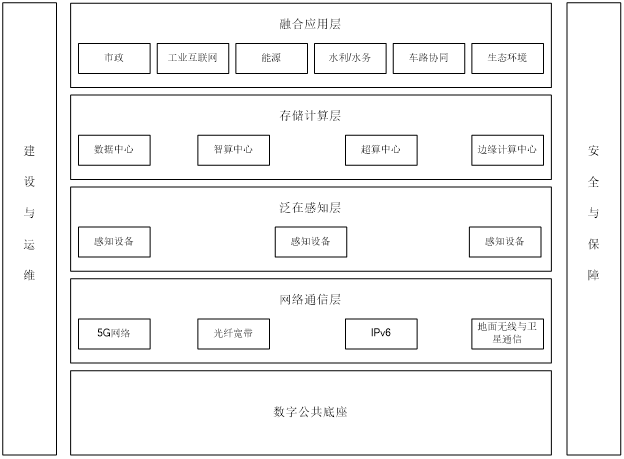 融合应用层
市政
工业互联网
能源
水利/水务
车路协同
生态环境
存储计算层
数据中心
智算中心
超算中心
边缘计算中心
泛在感知层
感知设备
感知设备
感知设备
网络通信层
5G网络
光纤宽带
IPv6
地面无线与卫
星通信
数字公共底座
建设与运维
安全与保障